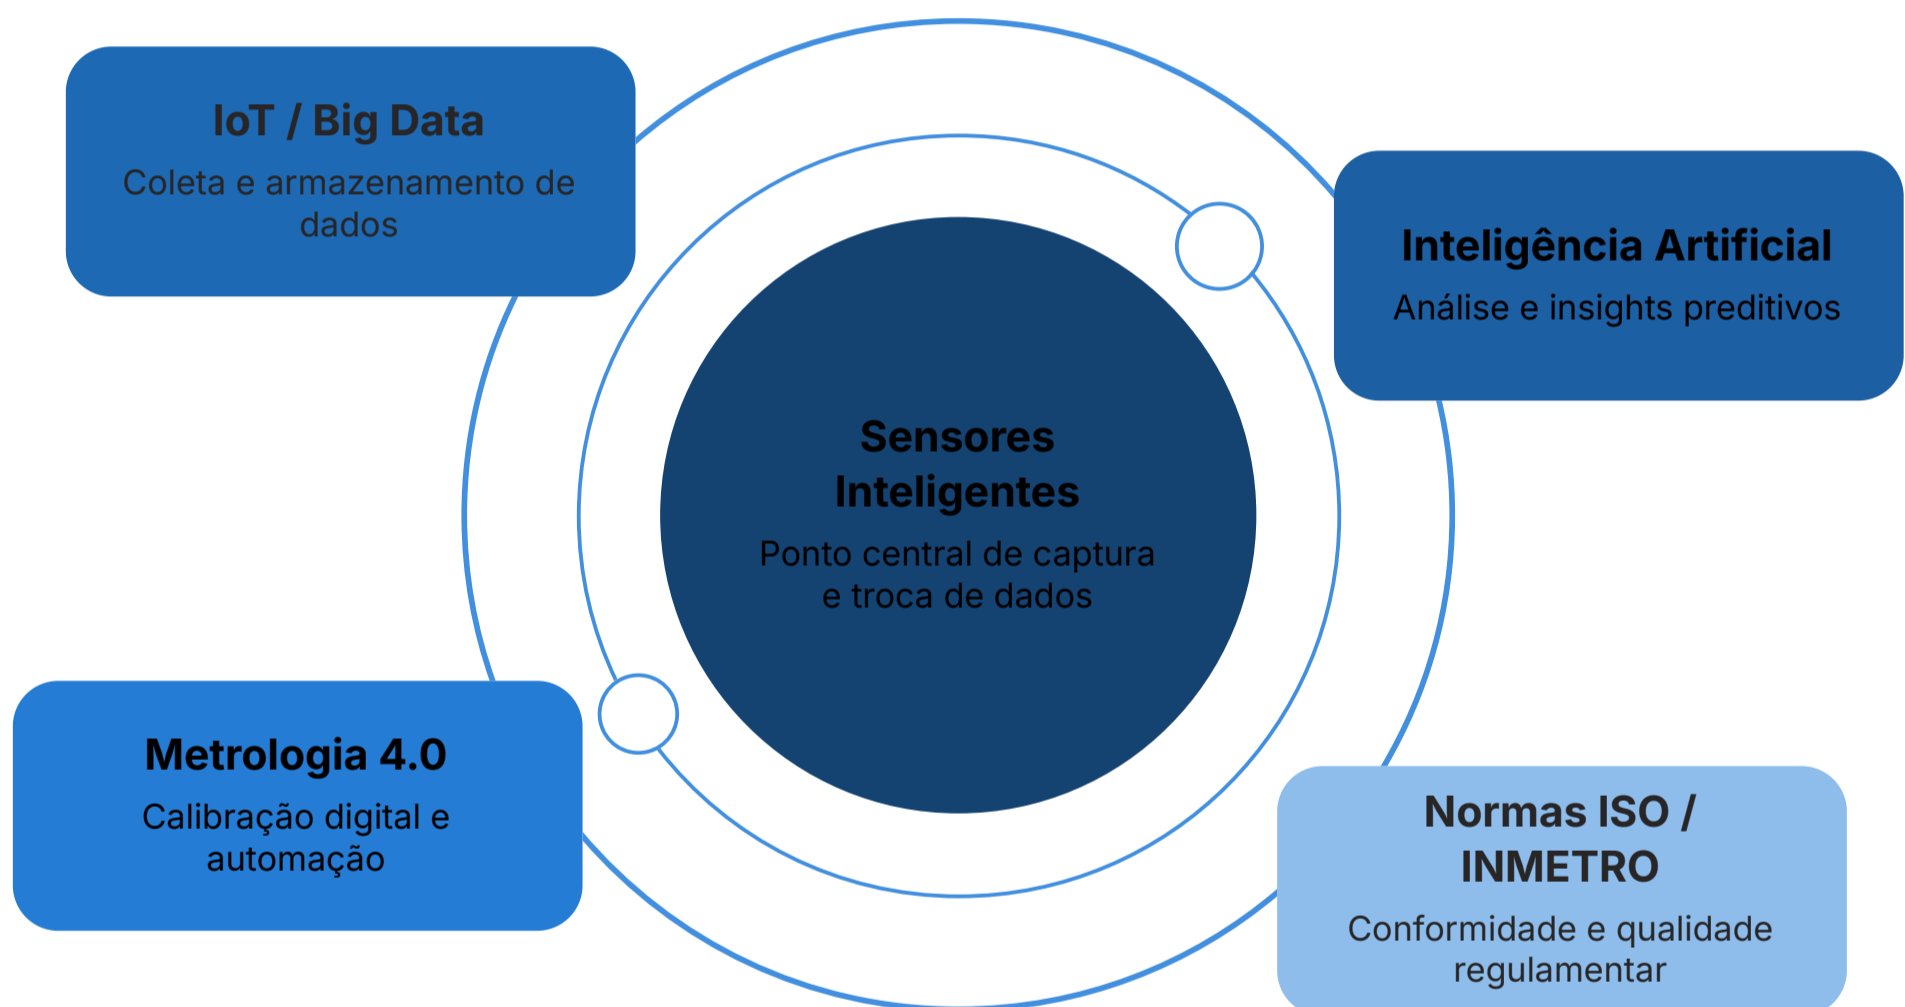 IoT / Big Data
Coleta e armazenamento de
dados
Inteligência Artificial
Análise e insights preditivos
Sensores
Inteligentes
Ponto central de captura
e troca de dados
Metrologia 4.0
Calibração digital e
automação
Normas ISO /
INMETRO
Conformidade e qualidade
regulamentar